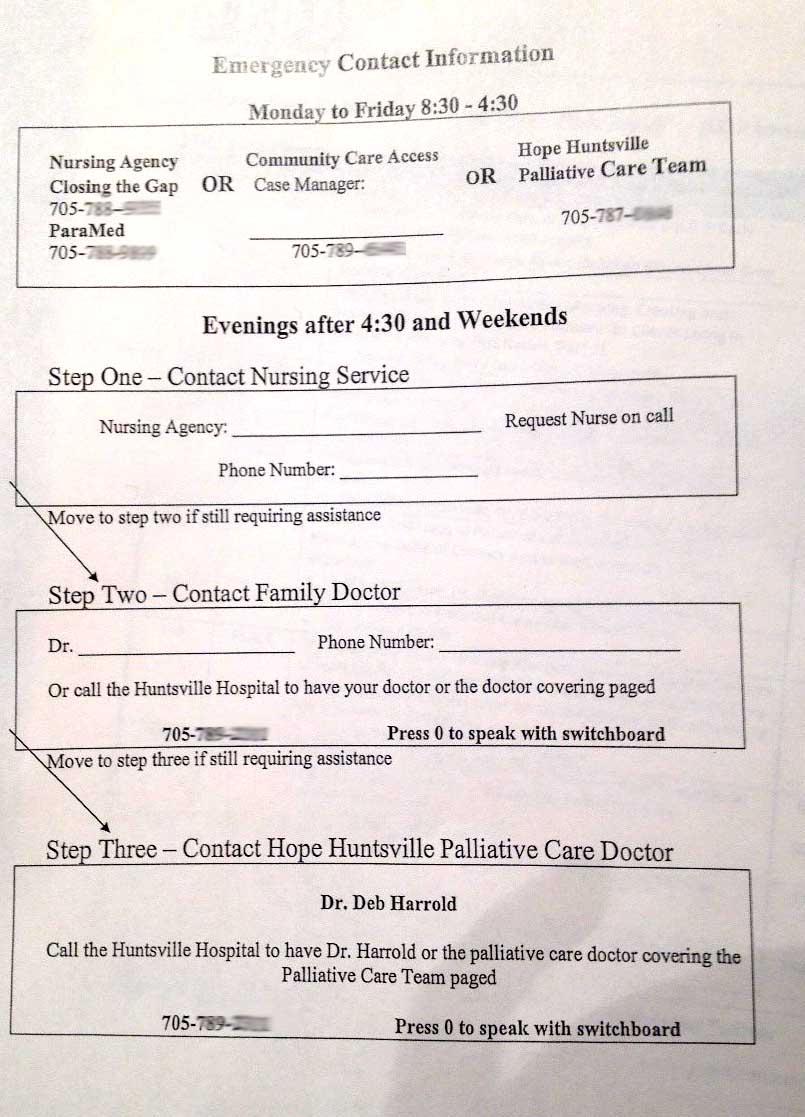 Emergency Contact Information
Monday to Friday 8:30 - 4:30
Nursing Agency
Closing the Gap
705-788-
ParaMed
705-
OR
Community Care Access
Case Manager:
705-789-
OR
Hope Huntsville
Palliative Care Team
705-787-
Evenings after 4:30 and Weekends
Step One – Contact Nursing Service
Nursing Agency: Request Nurse on call
Phone Number:
Move to step two if still requiring assistance
Step Two – Contact Family Doctor
Dr. Phone Number:
Or call the Huntsville Hospital to have your doctor or the doctor covering paged
705- Press 0 to speak with switchboard
Move to step three if still requiring assistance
Step Three – Contact Hope Huntsville Palliative Care Doctor
Dr. Deb Harrold
Call the Huntsville Hospital to have Dr. Harrold or the palliative care doctor covering the
Palliative Care Team paged
705-789- Press 0 to speak with switchboard